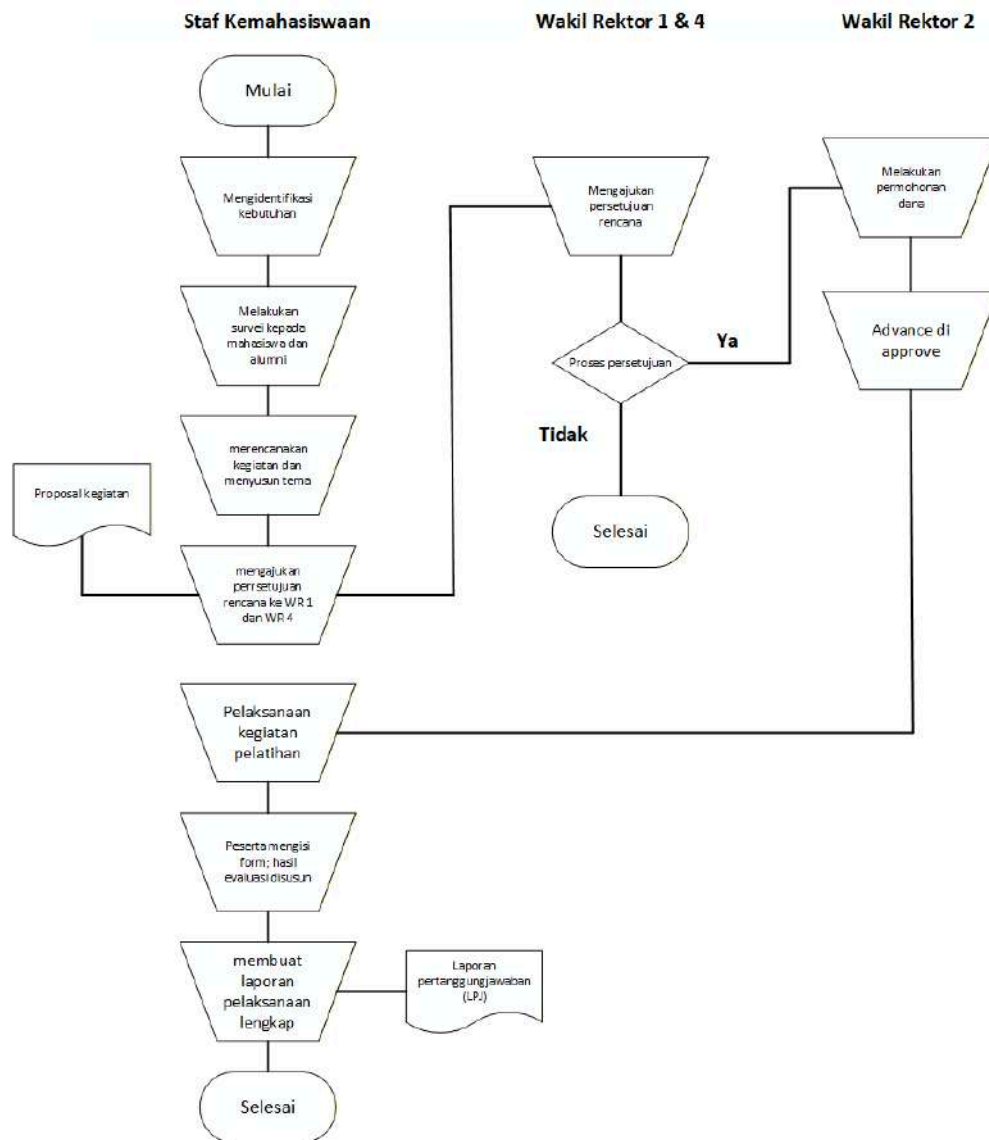 Staf Kemahasiswaan
Wakil Rektor 1 & 4
Wakil Rektor 2
Mulai
Mengidentifikasi
kebutuhan
Melakukan
survei kepada
mahasiswa dan
alumni
merencanakan
kegiatan dan
menyusun tema
Proposal kegiatan
mengajukan
perrsetujuan
rencana ke WR 1
dan WR 4
Mengajukan
persetujuan
rencana
Proses persetujuan
Ya
Tidak
Selesai
Melakukan
permohonan
dana
Advance di
approve
Pelaksanaan
kegiatan
pelatihan
Peserta mengisi
form; hasil
evaluasi disusun
membuat
laporan
pelaksanaan
lengkap
Laporan
pertanggungjawaban
(LPJ)
Selesai